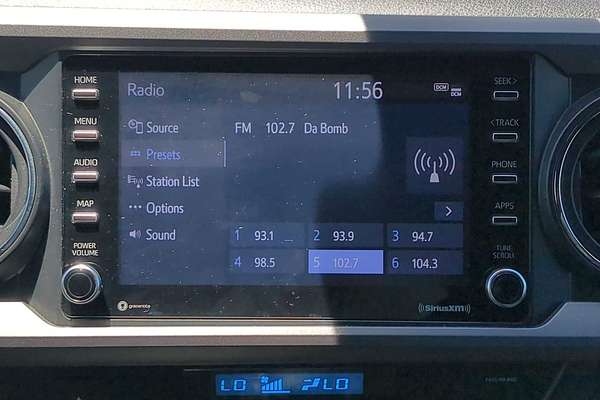 HOME
MENU
AUDIO
MAP
POWER
VOLUME
Radio
11:56
DCM
DCM
Source
FM 102.7 Da Bomb
Presets
Station List
Options
Sound
1 93.1
2 93.9
3 94.7
4 98.5
5 102.7
6 104.3
SEEK >
< TRACK
PHONE
APPS
TUNE
SCROLL
gracenote
SiriusXM
LO
LO